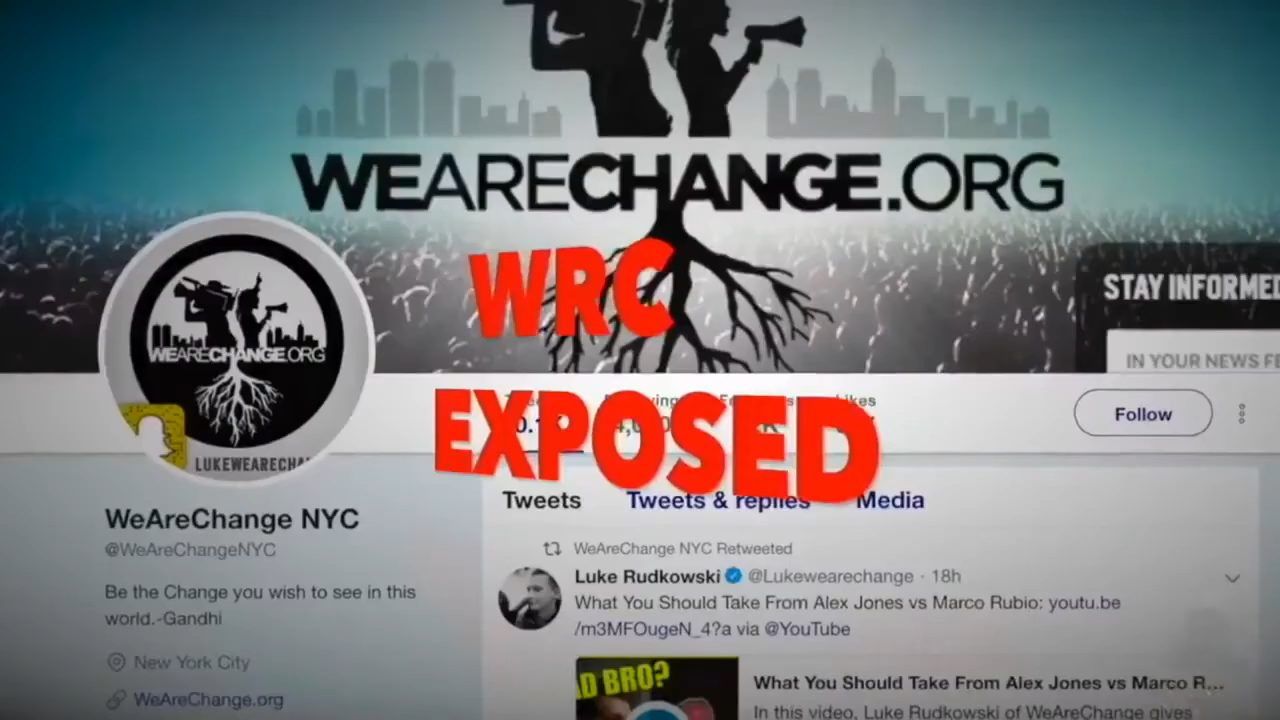 WEARECHANGE.ORG
WRC
STAY INFORMED
IN YOUR NEWS
WEARECHANGE.ORG
EXPOSED
Follow
LUKEWEARECHA
Tweets Tweets & replies Media
WeAreChange NYC
@WeAreChangeNYC
Be the Change you wish to see in this
world.-Gandhi
New York City
WeAreChange.org
WeAreChange NYC Retweeted
Luke Rudkowski @Lukewearechange · 18h
What You Should Take From Alex Jones vs Marco Rubio: youtu.be
/m3MFOugeN_4?a via @YouTube
BRO?
What You Should Take From Alex Jones vs Marco R...
In this video, Luke Rudkowski of WeAreChange gives